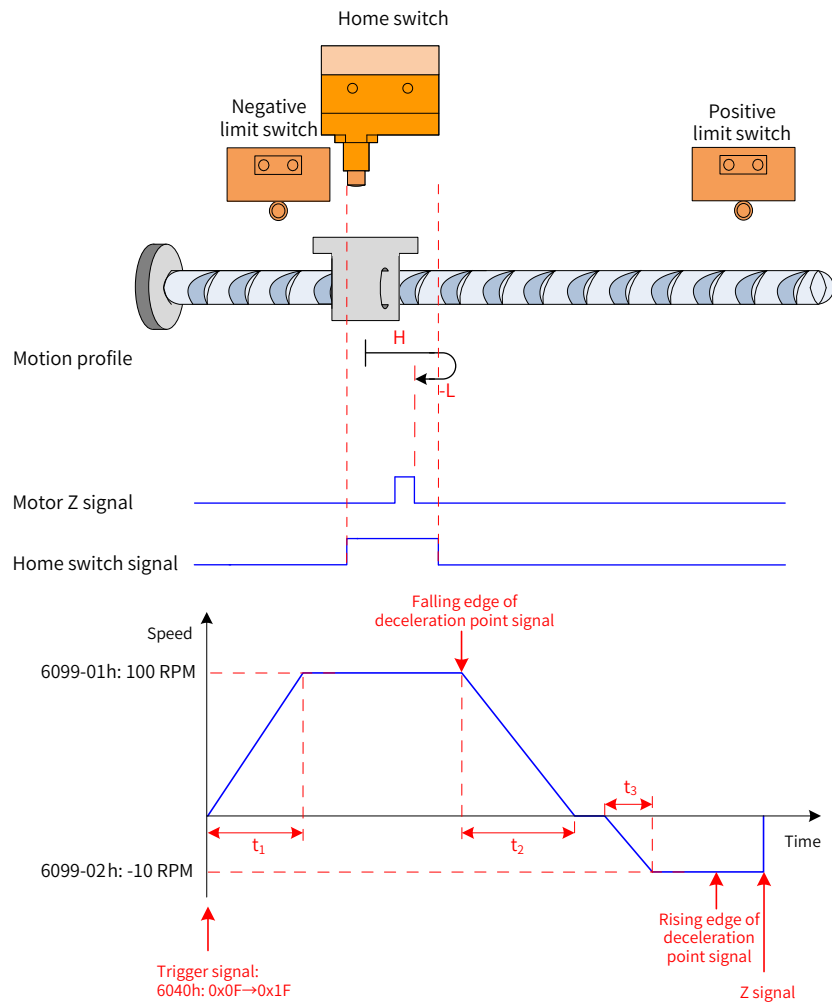 Home switch
Negative
limit switch
Positive
limit switch
H
Motion profile
-L
Motor Z signal
Home switch signal
Falling edge of
deceleration point signal
Speed
6099-01h: 100 RPM
t3
t1
t2
Time
6099-02h: -10 RPM
Rising edge of
deceleration
point signal
Trigger signal:
6040h: 0x0F→0x1F
Z signal